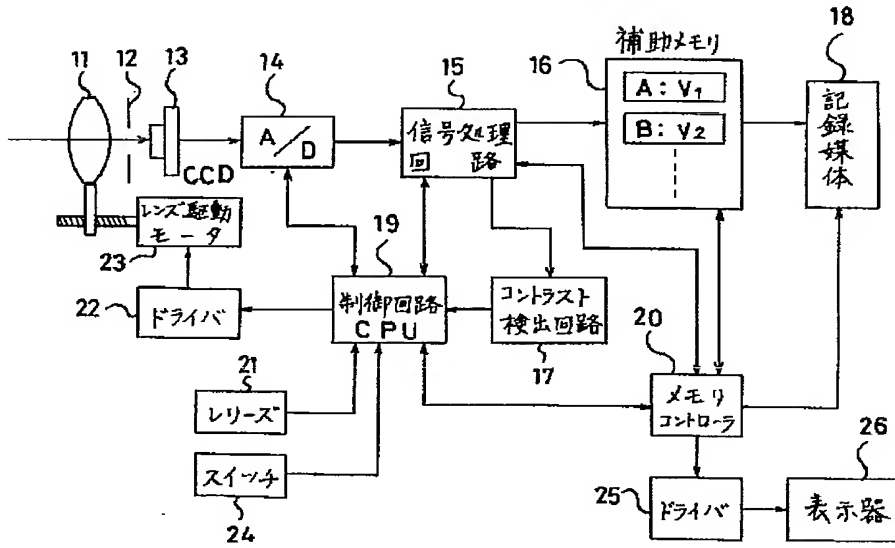 11
12
13
CCD
14
A/D
15
信号処理
回路
補助メモリ
16
A: V1
B: V2
18
記録媒体
レンズ駆動
モータ
23
22
ドライバ
19
制御回路
CPU
コントラスト
検出回路
17
21
レリーズ
スイッチ
24
20
メモリ
コントローラ
25
ドライバ
26
表示器